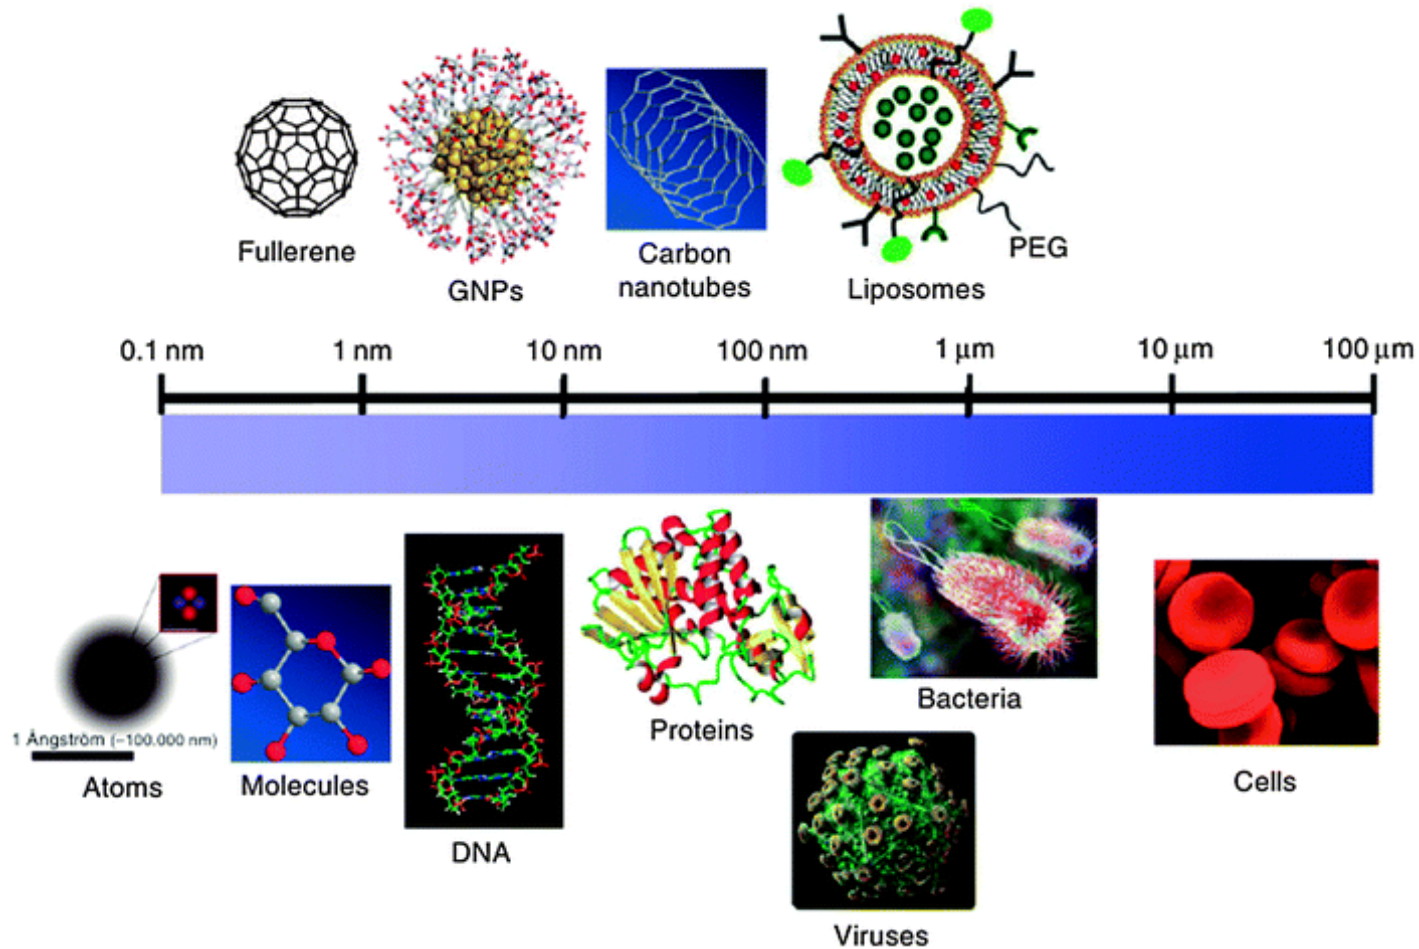 Fullerene
GNPs
Carbon
nanotubes
Liposomes
PEG
0.1 nm
1 nm
10 nm
100 nm
1 µm
10 µm
100 µm
1 Ångström (−100.000 nm)
Atoms
Molecules
DNA
Proteins
Bacteria
Viruses
Cells